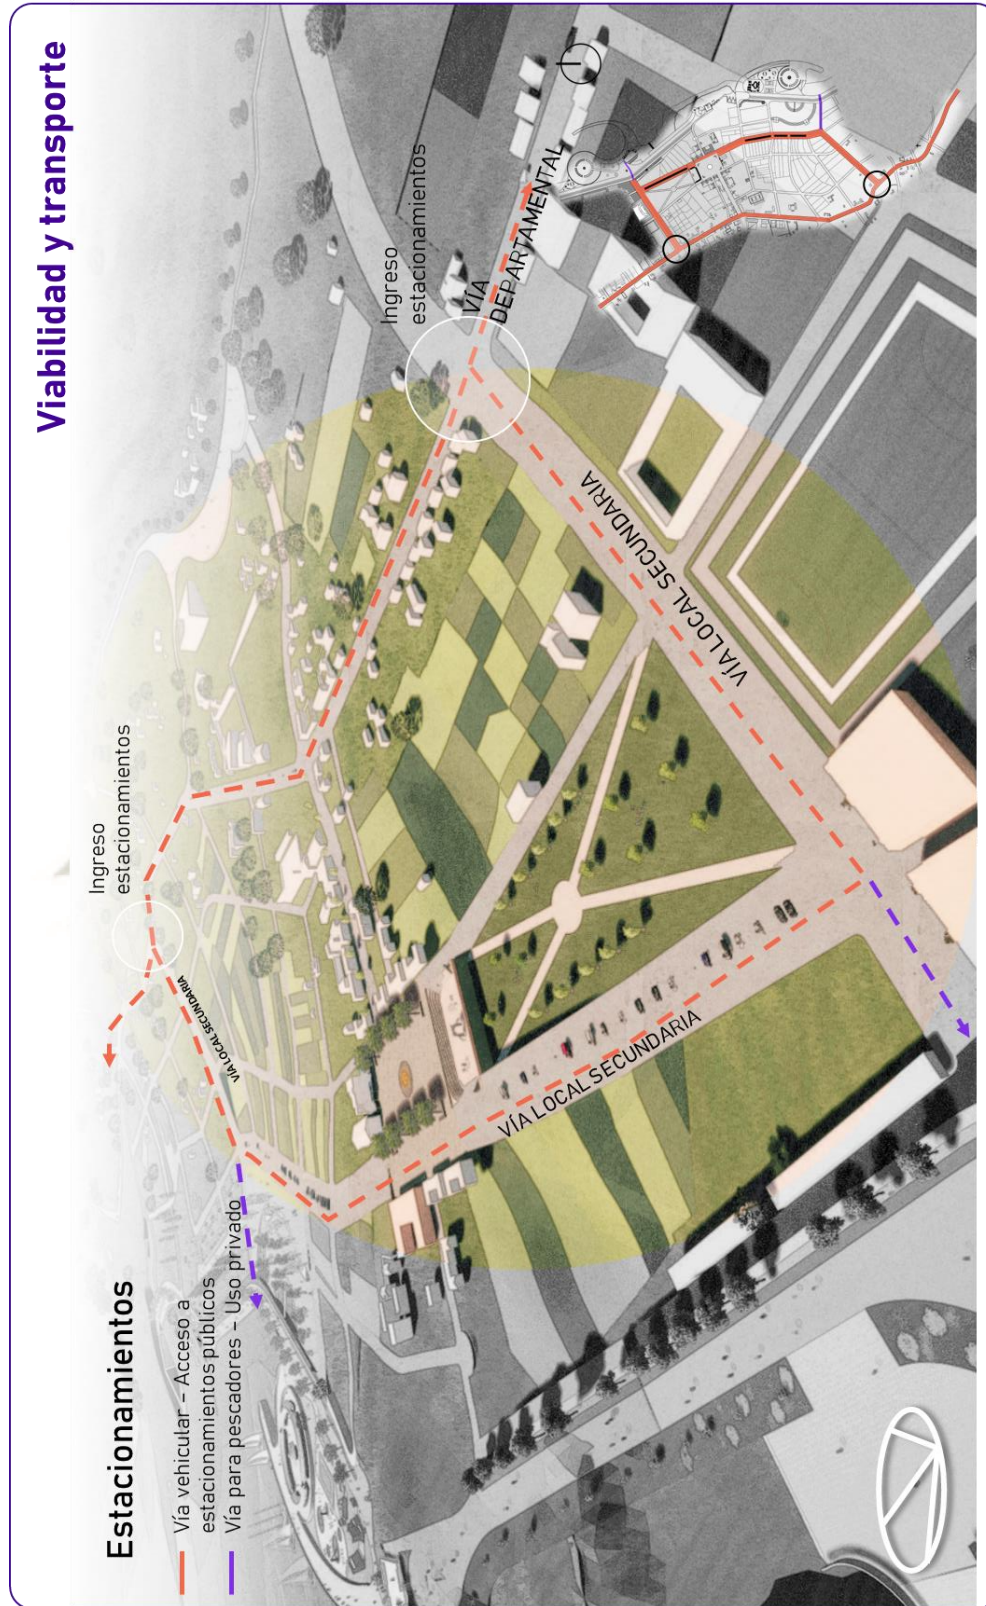 Viabilidad y transporte
Estacionamientos
Vía vehicular - Acceso a
estacionamientos públicos
Vía para pescadores - Uso privado
Ingreso
estacionamientos
VÍA LOCAL SECUNDARIA
VÍA LOCAL SECUNDARIA
Ingreso
estacionamientos
VÍA
DEPARTAMENTAL
VÍA LOCAL SECUNDARIA